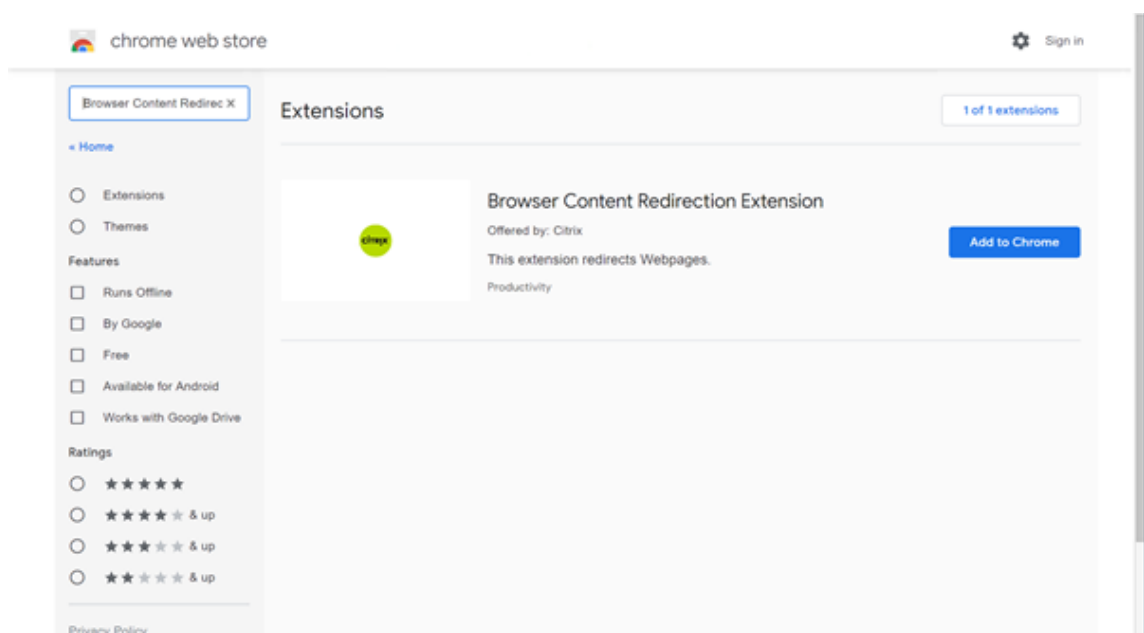 chrome web store
Sign in
Browser Content Redirec
Extensions
1 of 1 extensions
« Home
Extensions
Themes
Features
Runs Offline
By Google
Free
Available for Android
Works with Google Drive
Ratings
& up
& up
& up
Privacy Policy
citrix
Browser Content Redirection Extension
Offered by: Citrix
This extension redirects Webpages.
Productivity
Add to Chrome